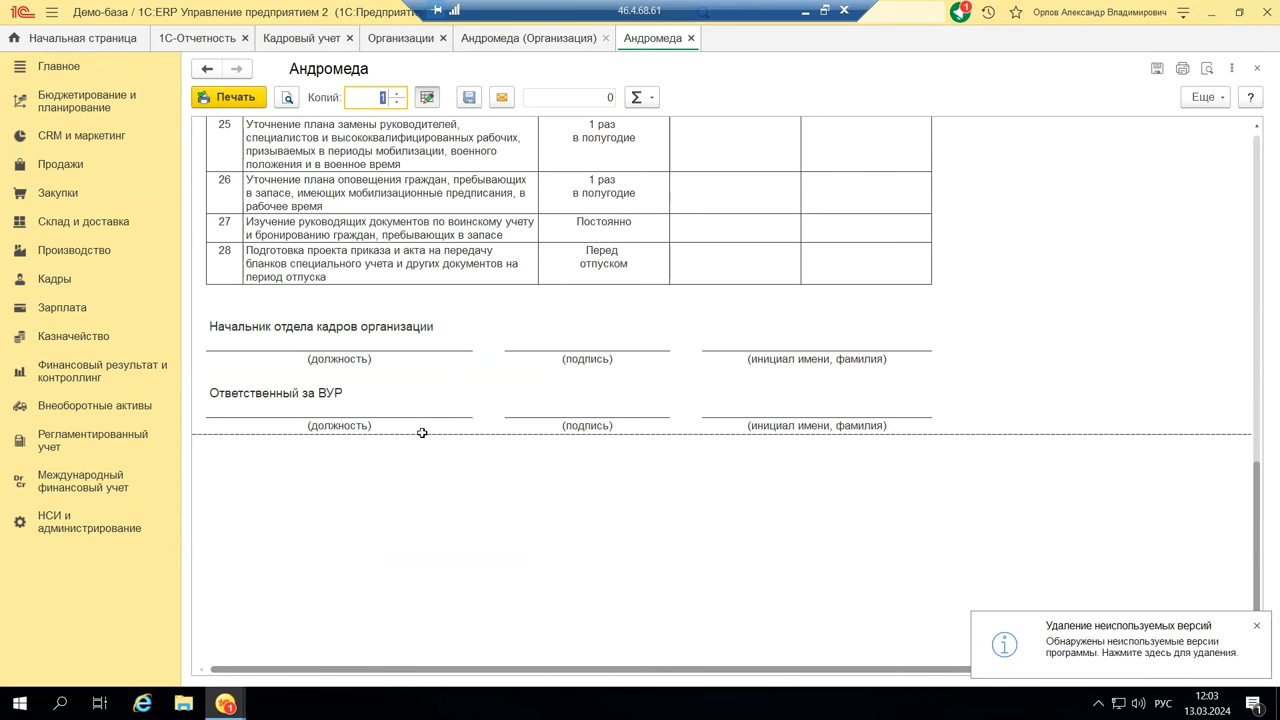 Демо-база / 1С:ERP Управление предприятием 2 (1С:Предприятие
46.4.68.61
1
Орлов Александр Владимирович
Начальная страница
1С-Отчетность
Кадровый учет
Организации
Андромеда (Организация)
Андромеда
Главное
Бюджетирование и
планирование
CRM и маркетинг
Продажи
Закупки
Склад и доставка
Производство
Кадры
Зарплата
Казначейство
Финансовый результат и
контроллинг
Внеоборотные активы
Регламентированный
учет
Международный
финансовый учет
НСИ и
администрирование
Андромеда
Печать
Копий:
1
0
Σ
Еще
?
25
Уточнение плана замены руководителей,
специалистов и высококвалифицированных рабочих,
призываемых в периоды мобилизации, военного
положения и в военное время
1 раз
в полугодие
26
Уточнение плана оповещения граждан, пребывающих
в запасе, имеющих мобилизационные предписания, в
рабочее время
1 раз
в полугодие
27
Изучение руководящих документов по воинскому учету
и бронированию граждан, пребывающих в запасе
Постоянно
28
Подготовка проекта приказа и акта на передачу
бланков специального учета и других документов на
период отпуска
Перед
отпуском
Начальник отдела кадров организации
(должность)
(подпись)
(инициал имени, фамилия)
Ответственный за ВУР
(должность)
(подпись)
(инициал имени, фамилия)
Удаление неиспользуемых версий
Обнаружены неиспользуемые версии
программы. Нажмите здесь для удаления.
РУС
12:03
13.03.2024
1
1